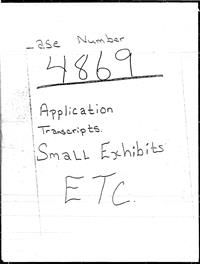 ase Number
4869
Application
Transcripts.
Small Exhibits
ETC.